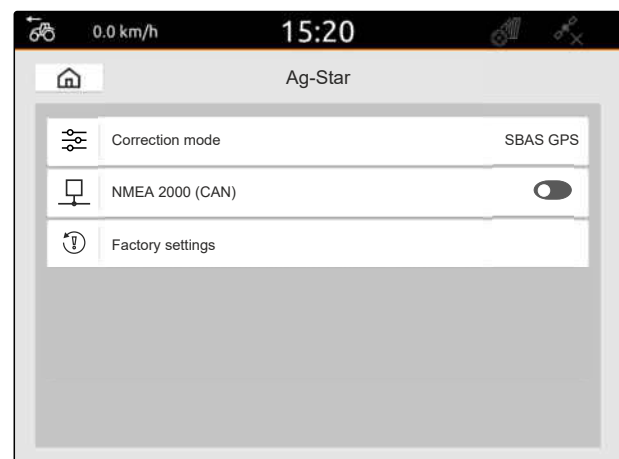 0.0 km/h 15:20
Ag-Star
Correction mode SBAS GPS
NMEA 2000 (CAN)
Factory settings